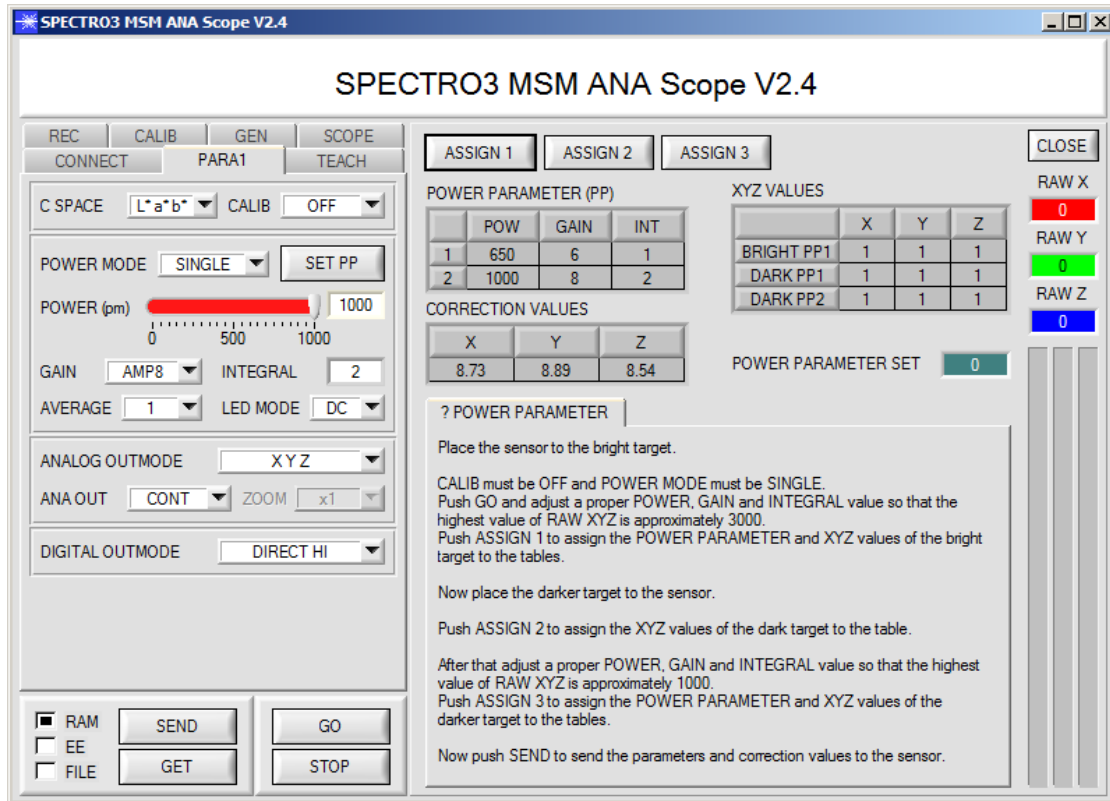 SPECTRO3 MSM ANA Scope V2.4
SPECTRO3 MSM ANA Scope V2.4
REC CALIB GEN SCOPE
CONNECT PARA1 TEACH
C SPACE L*a*b* CALIB OFF
POWER MODE SINGLE SET PP
POWER (pm) 1000
0 500 1000
GAIN AMP8 INTEGRAL 2
AVERAGE 1 LED MODE DC
ANALOG OUTMODE X Y Z
ANA OUT CONT ZOOM x1
DIGITAL OUTMODE DIRECT HI
RAM
EE
FILE
SEND
GET
GO
STOP
ASSIGN 1 ASSIGN 2 ASSIGN 3
POWER PARAMETER (PP)
POW GAIN INT
1 650 6 1
2 1000 8 2
CORRECTION VALUES
X Y Z
8.73 8.89 8.54
XYZ VALUES
X Y Z
BRIGHT PP1 1 1 1
DARK PP1 1 1 1
DARK PP2 1 1 1
POWER PARAMETER SET 0
? POWER PARAMETER
Place the sensor to the bright target.
CALIB must be OFF and POWER MODE must be SINGLE.
Push GO and adjust a proper POWER, GAIN and INTEGRAL value so that the
highest value of RAW XYZ is approximately 3000.
Push ASSIGN 1 to assign the POWER PARAMETER and XYZ values of the bright
target to the tables.
Now place the darker target to the sensor.
Push ASSIGN 2 to assign the XYZ values of the dark target to the table.
After that adjust a proper POWER, GAIN and INTEGRAL value so that the highest
value of RAW XYZ is approximately 1000.
Push ASSIGN 3 to assign the POWER PARAMETER and XYZ values of the
darker target to the tables.
Now push SEND to send the parameters and correction values to the sensor.
CLOSE
RAW X
0
RAW Y
0
RAW Z
0